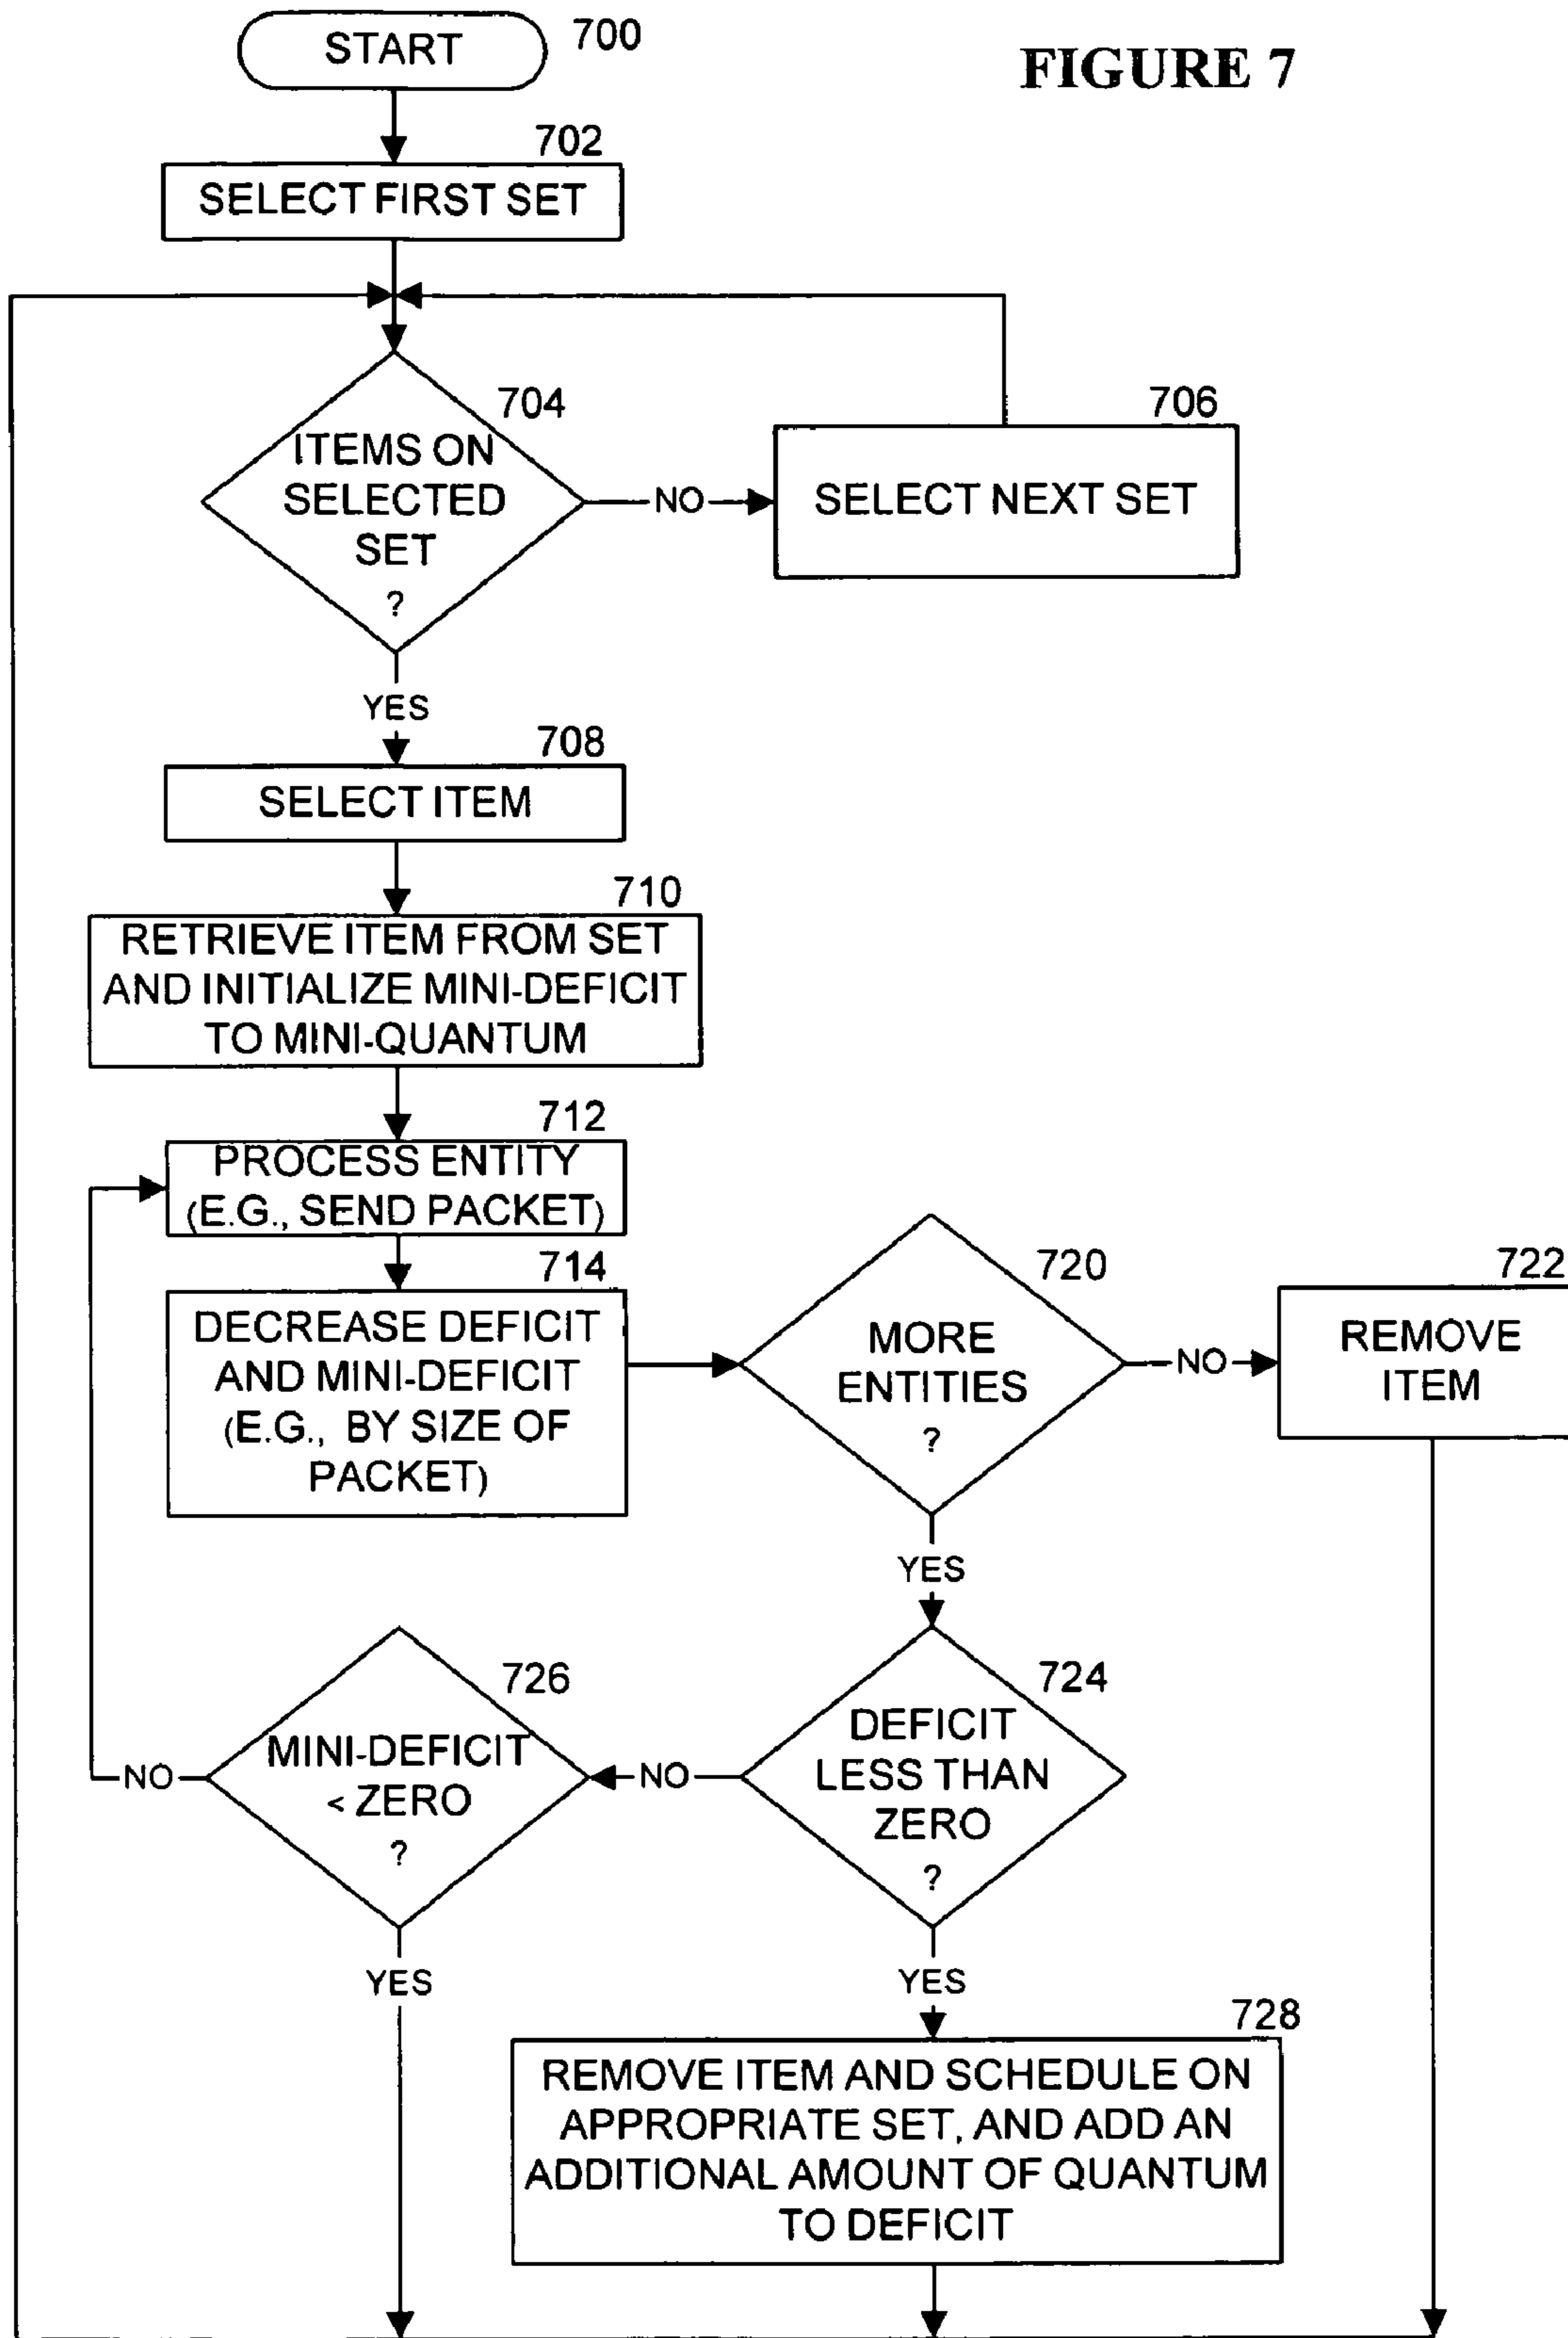 START
700
FIGURE 7
702
SELECT FIRST SET
704
ITEMS ON
SELECTED
SET
?
NO
706
SELECT NEXT SET
YES
708
SELECT ITEM
710
RETRIEVE ITEM FROM SET
AND INITIALIZE MINI-DEFICIT
TO MINI-QUANTUM
712
PROCESS ENTITY
(E.G., SEND PACKET)
714
DECREASE DEFICIT
AND MINI-DEFICIT
(E.G., BY SIZE OF
PACKET)
720
MORE
ENTITIES
?
NO
722
REMOVE
ITEM
YES
724
DEFICIT
LESS THAN
ZERO
?
NO
726
MINI-DEFICIT
< ZERO
?
NO
YES
YES
728
REMOVE ITEM AND SCHEDULE ON
APPROPRIATE SET, AND ADD AN
ADDITIONAL AMOUNT OF QUANTUM
TO DEFICIT